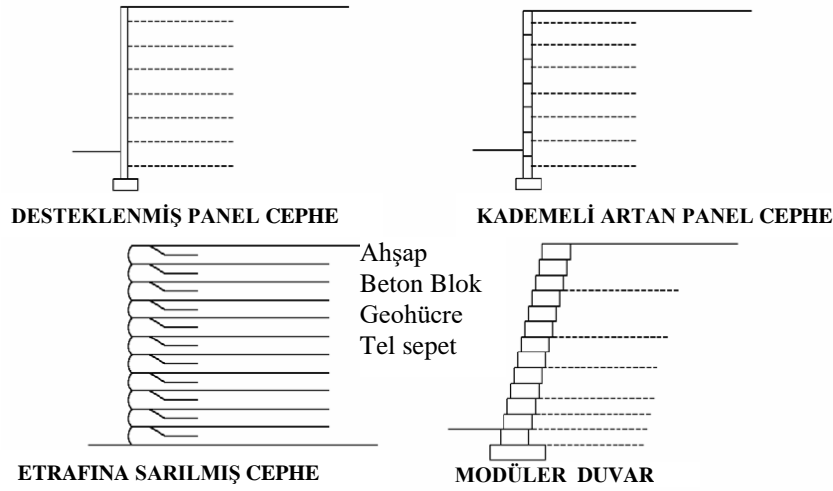 DESTEKLENMİŞ PANEL CEPHE
KADEMELİ ARTAN PANEL CEPHE
Ahşap
Beton Blok
Geohücre
Tel sepet
ETRAFINA SARILMIŞ CEPHE
MODÜLER DUVAR